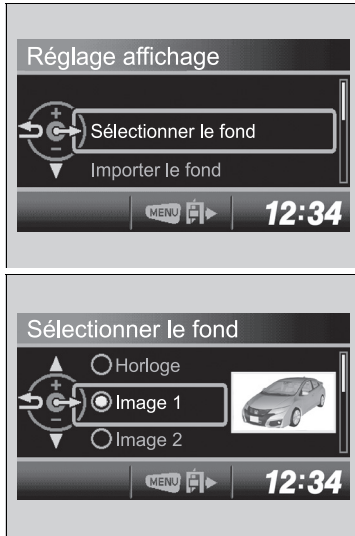 Réglage affichage
+
Sélectionner le fond
−
Importer le fond
MENU
12:34
Sélectionner le fond
Horloge
+
Image 1
−
Image 2
MENU
12:34